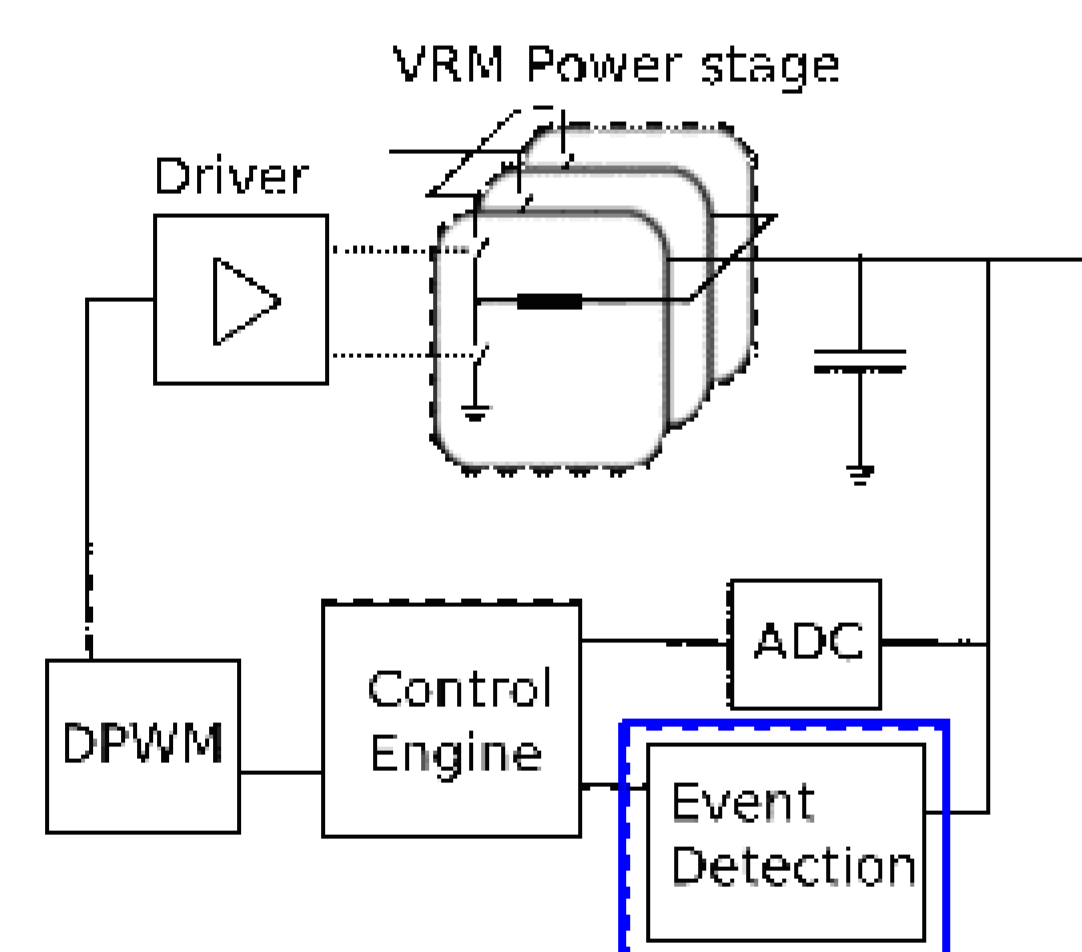 VRM Power stage
Driver
ADC
Control
Engine
DPWM
Event
Detection